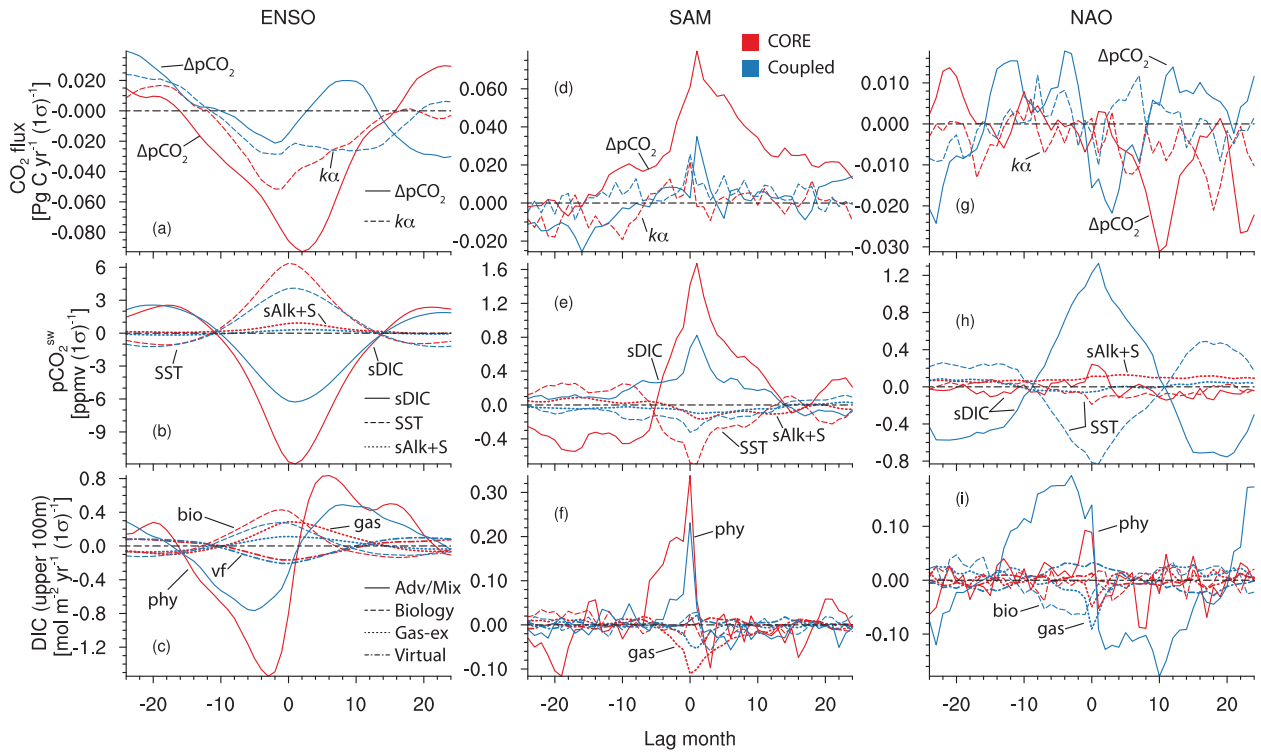 ENSO
SAM
NAO
CORE
Coupled
CO2 flux
[Pg C yr-1 (1σ)-1]
0.020
-0.000
-0.020
-0.040
-0.060
-0.080
ΔpCO2
ΔpCO2
kα
ΔpCO2
kα
(a)
0.060
0.040
0.020
0.000
-0.020
(d)
ΔpCO2
kα
0.010
0.000
-0.010
-0.020
-0.030
ΔpCO2
kα
ΔpCO2
(g)
pCO2sw
[ppmv (1σ)-1]
6
3
0
-3
-6
-9
sAlk+S
SST
sDIC
sDIC
SST
sAlk+S
(b)
1.6
1.2
0.8
0.4
0.0
-0.4
(e)
sDIC
SST
sAlk+S
1.2
0.8
0.4
0.0
-0.4
-0.8
(h)
sAlk+S
sDIC
SST
DIC (upper 100m)
[mol m-2 yr-1 (1σ)-1]
0.8
0.4
0.0
-0.4
-0.8
-1.2
bio
gas
vf
phy
Adv/Mix
Biology
Gas-ex
Virtual
(c)
0.30
0.20
0.10
0.00
-0.10
(f)
phy
gas
0.10
0.00
-0.10
(i)
phy
bio
gas
-20 -10 0 10 20
-20 -10 0 10 20
-20 -10 0 10 20
Lag month